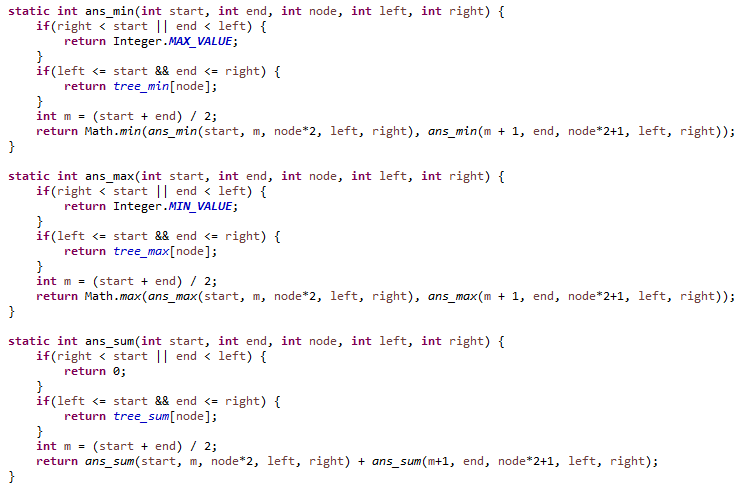 static int ans_min(int start, int end, int node, int left, int right) {
    if(right < start || end < left) {
        return Integer.MAX_VALUE;
    }
    if(left <= start && end <= right) {
        return tree_min[node];
    }
    int m = (start + end) / 2;
    return Math.min(ans_min(start, m, node*2, left, right), ans_min(m + 1, end, node*2+1, left, right));
}

static int ans_max(int start, int end, int node, int left, int right) {
    if(right < start || end < left) {
        return Integer.MIN_VALUE;
    }
    if(left <= start && end <= right) {
        return tree_max[node];
    }
    int m = (start + end) / 2;
    return Math.max(ans_max(start, m, node*2, left, right), ans_max(m + 1, end, node*2+1, left, right));
}

static int ans_sum(int start, int end, int node, int left, int right) {
    if(right < start || end < left) {
        return 0;
    }
    if(left <= start && end <= right) {
        return tree_sum[node];
    }
    int m = (start + end) / 2;
    return ans_sum(start, m, node*2, left, right) + ans_sum(m+1, end, node*2+1, left, right);
}